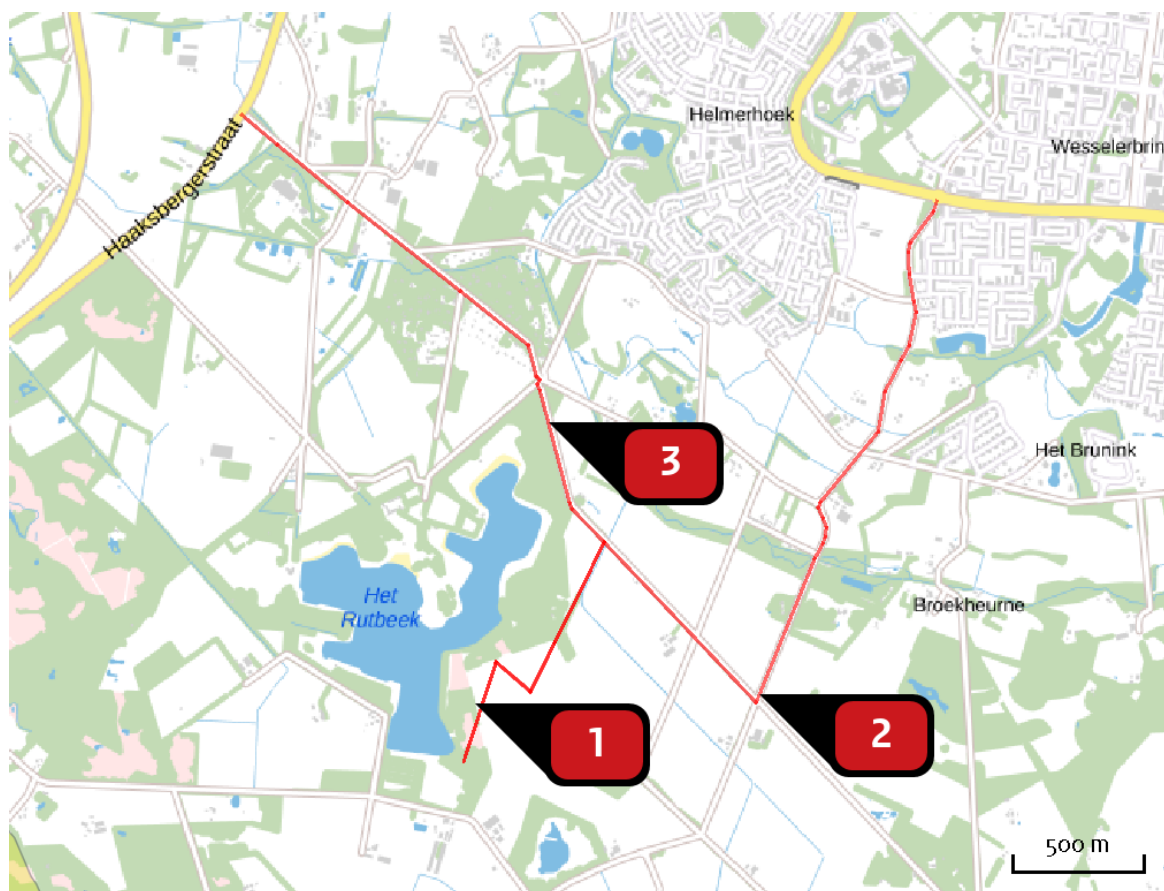 Helmerhoek
Wesselerbrin
Haaksbergerstraat
3
Het Brunink
Het
Rutbeek
Broekheurne
1
2
500 m